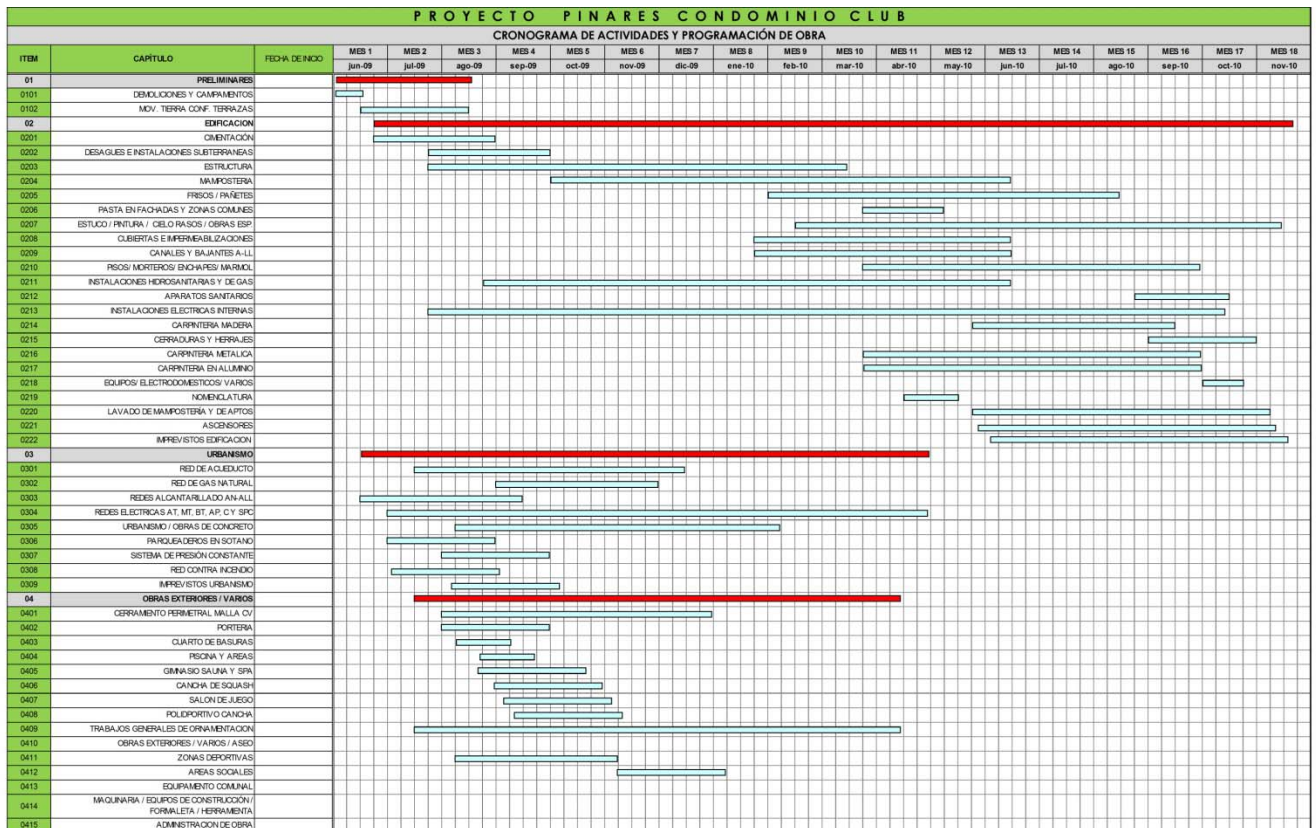 PROYECTO PINARES CONDOMINIO CLUB
CRONOGRAMA DE ACTIVIDADES Y PROGRAMACIÓN DE OBRA
ITEM CAPÍTULO FECHA DE INICIO MES 1 MES 2 MES 3 MES 4 MES 5 MES 6 MES 7 MES 8 MES 9 MES 10 MES 11 MES 12 MES 13 MES 14 MES 15 MES 16 MES 17 MES 18
jun-09 jul-09 ago-09 sep-09 oct-09 nov-09 dic-09 ene-10 feb-10 mar-10 abr-10 may-10 jun-10 jul-10 ago-10 sep-10 oct-10 nov-10
01 PRELIMINARES
0101 DEMOLICIONES Y CAMPAMENTOS
0102 MOV. TIERRA CONF. TERRAZAS
02 EDIFICACION
0201 CIMENTACIÓN
0202 DESAGUES E INSTALACIONES SUBTERRANEAS
0203 ESTRUCTURA
0204 MAMPOSTERIA
0205 FRISOS / PAÑETES
0206 PASTA EN FACHADAS Y ZONAS COMUNES
0207 ESTUCO / PINTURA / CIELO RASOS / OBRAS ESP.
0208 CUBIERTAS E IMPERMEABILIZACIONES
0209 CANALES Y BAJANTES A-LL
0210 PISOS/ MORTEROS/ ENCHAPES/ MARMOL
0211 INSTALACIONES HIDROSANITARIAS Y DE GAS
0212 APARATOS SANITARIOS
0213 INSTALACIONES ELECTRICAS INTERNAS
0214 CARPINTERIA MADERA
0215 CERRADURAS Y HERRAJES
0216 CARPINTERIA METALICA
0217 CARPINTERIA EN ALUMINIO
0218 EQUIPOS/ ELECTRODOMESTICOS/ VARIOS
0219 NOMENCLATURA
0220 LAVADO DE MAMPOSTERÍA Y DE APTOS
0221 ASCENSORES
0222 IMPREVISTOS EDIFICACION
03 URBANISMO
0301 RED DE ACUEDUCTO
0302 RED DE GAS NATURAL
0303 REDES ALCANTARILLADO AN-ALL
0304 REDES ELECTRICAS AT, MT, BT, AP, C Y SPC
0305 URBANISMO / OBRAS DE CONCRETO
0306 PARQUEADEROS EN SOTANO
0307 SISTEMA DE PRESIÓN CONSTANTE
0308 RED CONTRA INCENDIO
0309 IMPREVISTOS URBANISMO
04 OBRAS EXTERIORES / VARIOS
0401 CERRAMIENTO PERIMETRAL MALLA CV
0402 PORTERIA
0403 CUARTO DE BASURAS
0404 PISCINA Y AREAS
0405 GIMNASIO SAUNA Y SPA
0406 CANCHA DE SQUASH
0407 SALON DE JUEGO
0408 POLIDPORTIVO CANCHA
0409 TRABAJOS GENERALES DE ORNAMENTACION
0410 OBRAS EXTERIORES / VARIOS / ASEO
0411 ZONAS DEPORTIVAS
0412 AREAS SOCIALES
0413 EQUIPAMENTO COMUNAL
0414 MAQUINARIA / EQUIPOS DE CONSTRUCCIÓN /
FORMALETA / HERRAMIENTA
0415 ADMINISTRACION DE OBRA